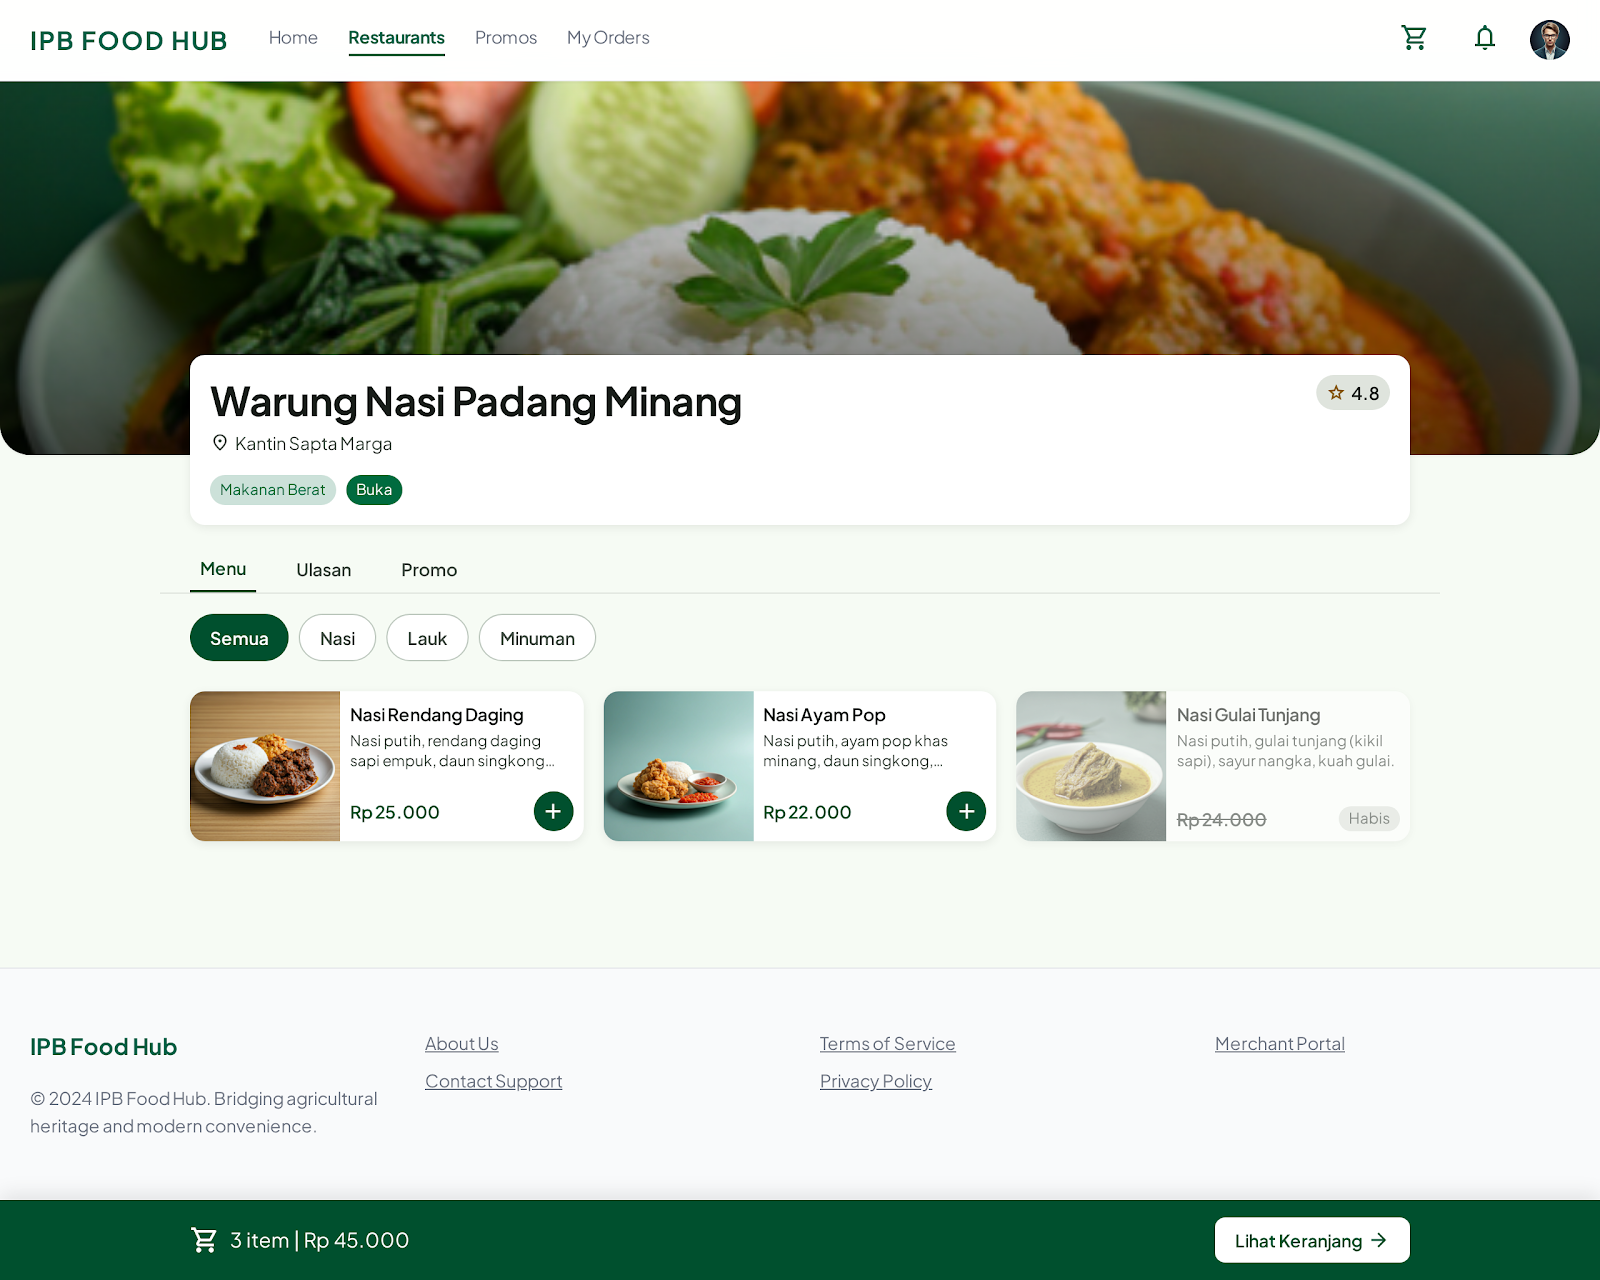 IPB FOOD HUB
Home
Restaurants
Promos
My Orders
Warung Nasi Padang Minang
4.8
Kantin Sapta Marga
Makanan Berat
Buka
Menu
Ulasan
Promo
Semua
Nasi
Lauk
Minuman
Nasi Rendang Daging
Nasi putih, rendang daging
sapi empuk, daun singkong...
Rp 25.000
Nasi Ayam Pop
Nasi putih, ayam pop khas
minang, daun singkong,...
Rp 22.000
Nasi Gulai Tunjang
Nasi putih, gulai tunjang (kikil
sapi), sayur nangka, kuah gulai.
Rp 24.000
Habis
IPB Food Hub
© 2024 IPB Food Hub. Bridging agricultural
heritage and modern convenience.
About Us
Contact Support
Terms of Service
Privacy Policy
Merchant Portal
3 item | Rp 45.000
Lihat Keranjang